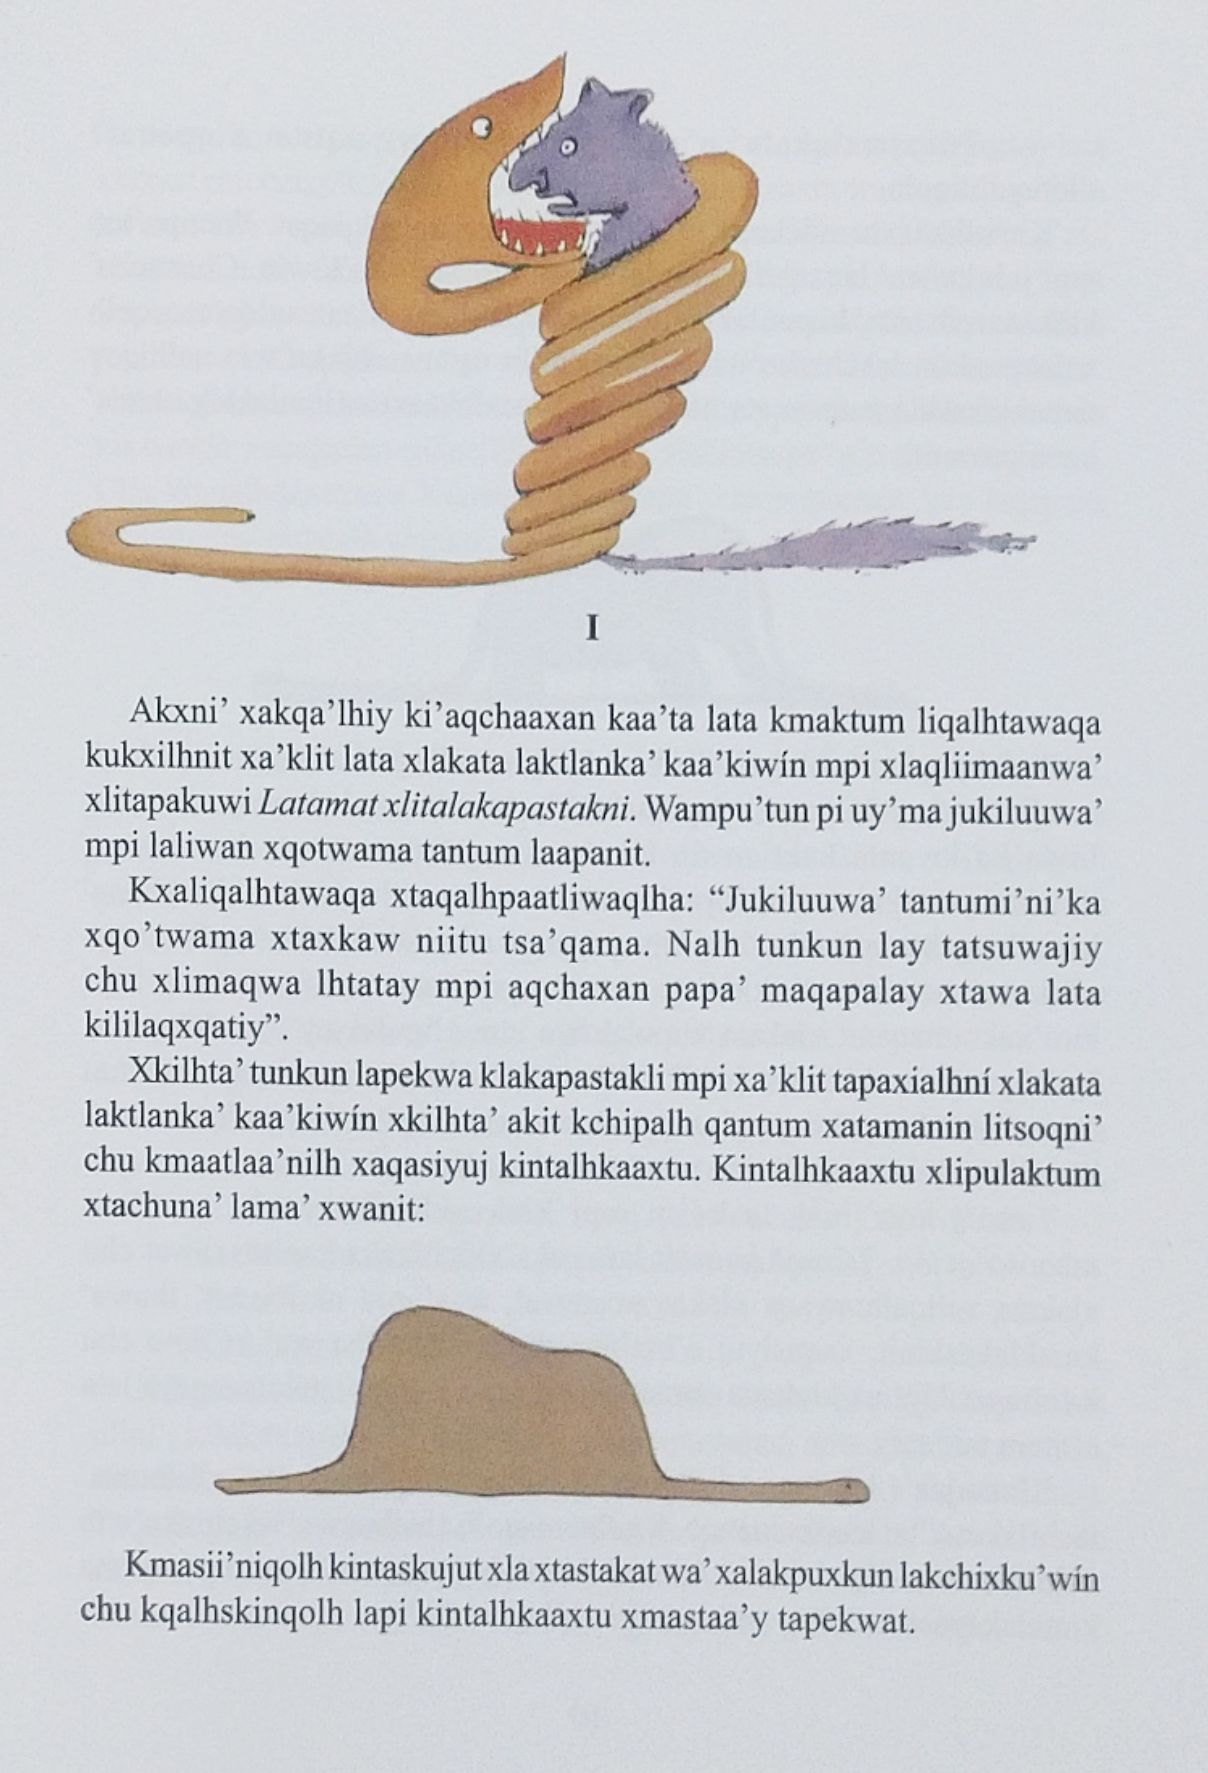 I
Akxni’ xakqa’lhiy ki’aqchaaxan kaa’ta lata kmaktum liqalhtawaqa
kukxilhnit xa’klit lata xlakata laktlanka’ kaa’kiwín mpi xlaqliimaanwa’
xlitapakuwi Latamat xlitalakapastakni. Wampu’tun pi uy’ma jukiluuwa’
mpi laliwan xqotwama tantum laapanit.
Kxaliqalhtawaqa xtaqalhpaatliwaqlha: “Jukiluuwa’ tantumi’ni’ka
xqo’twama xtaxkaw niitu tsa’qama. Nalh tunkun lay tatsuwajiy
chu xlimaqwa lhtatay mpi aqchaxan papa’ maqapalay xtawa lata
kililaqxqatiy”.
Xkilhta’ tunkun lapekwa klakapastakli mpi xa’klit tapaxialhní xlakata
laktlanka’ kaa’kiwín xkilhta’ akit kchipalh qantum xatamanin litsoqni’
chu kmaatlaa’nilh xaqasiyuj kintalhkaaxtu. Kintalhkaaxtu xlipulaktum
xtachuna’ lama’ xwanit:
Kmasii’niqolh kintaskujut xla xtastakat wa’ xalakpuxkun lakchixku’wín
chu kqalhskinqolh lapi kintalhkaaxtu xmastaa’y tapekwat.